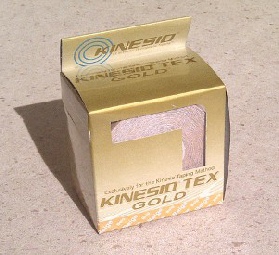 KINESIO
KINESIO TEX
GOLD
Exclusively for the Kinesio Taping Method
KINESIO TEX
GOLD